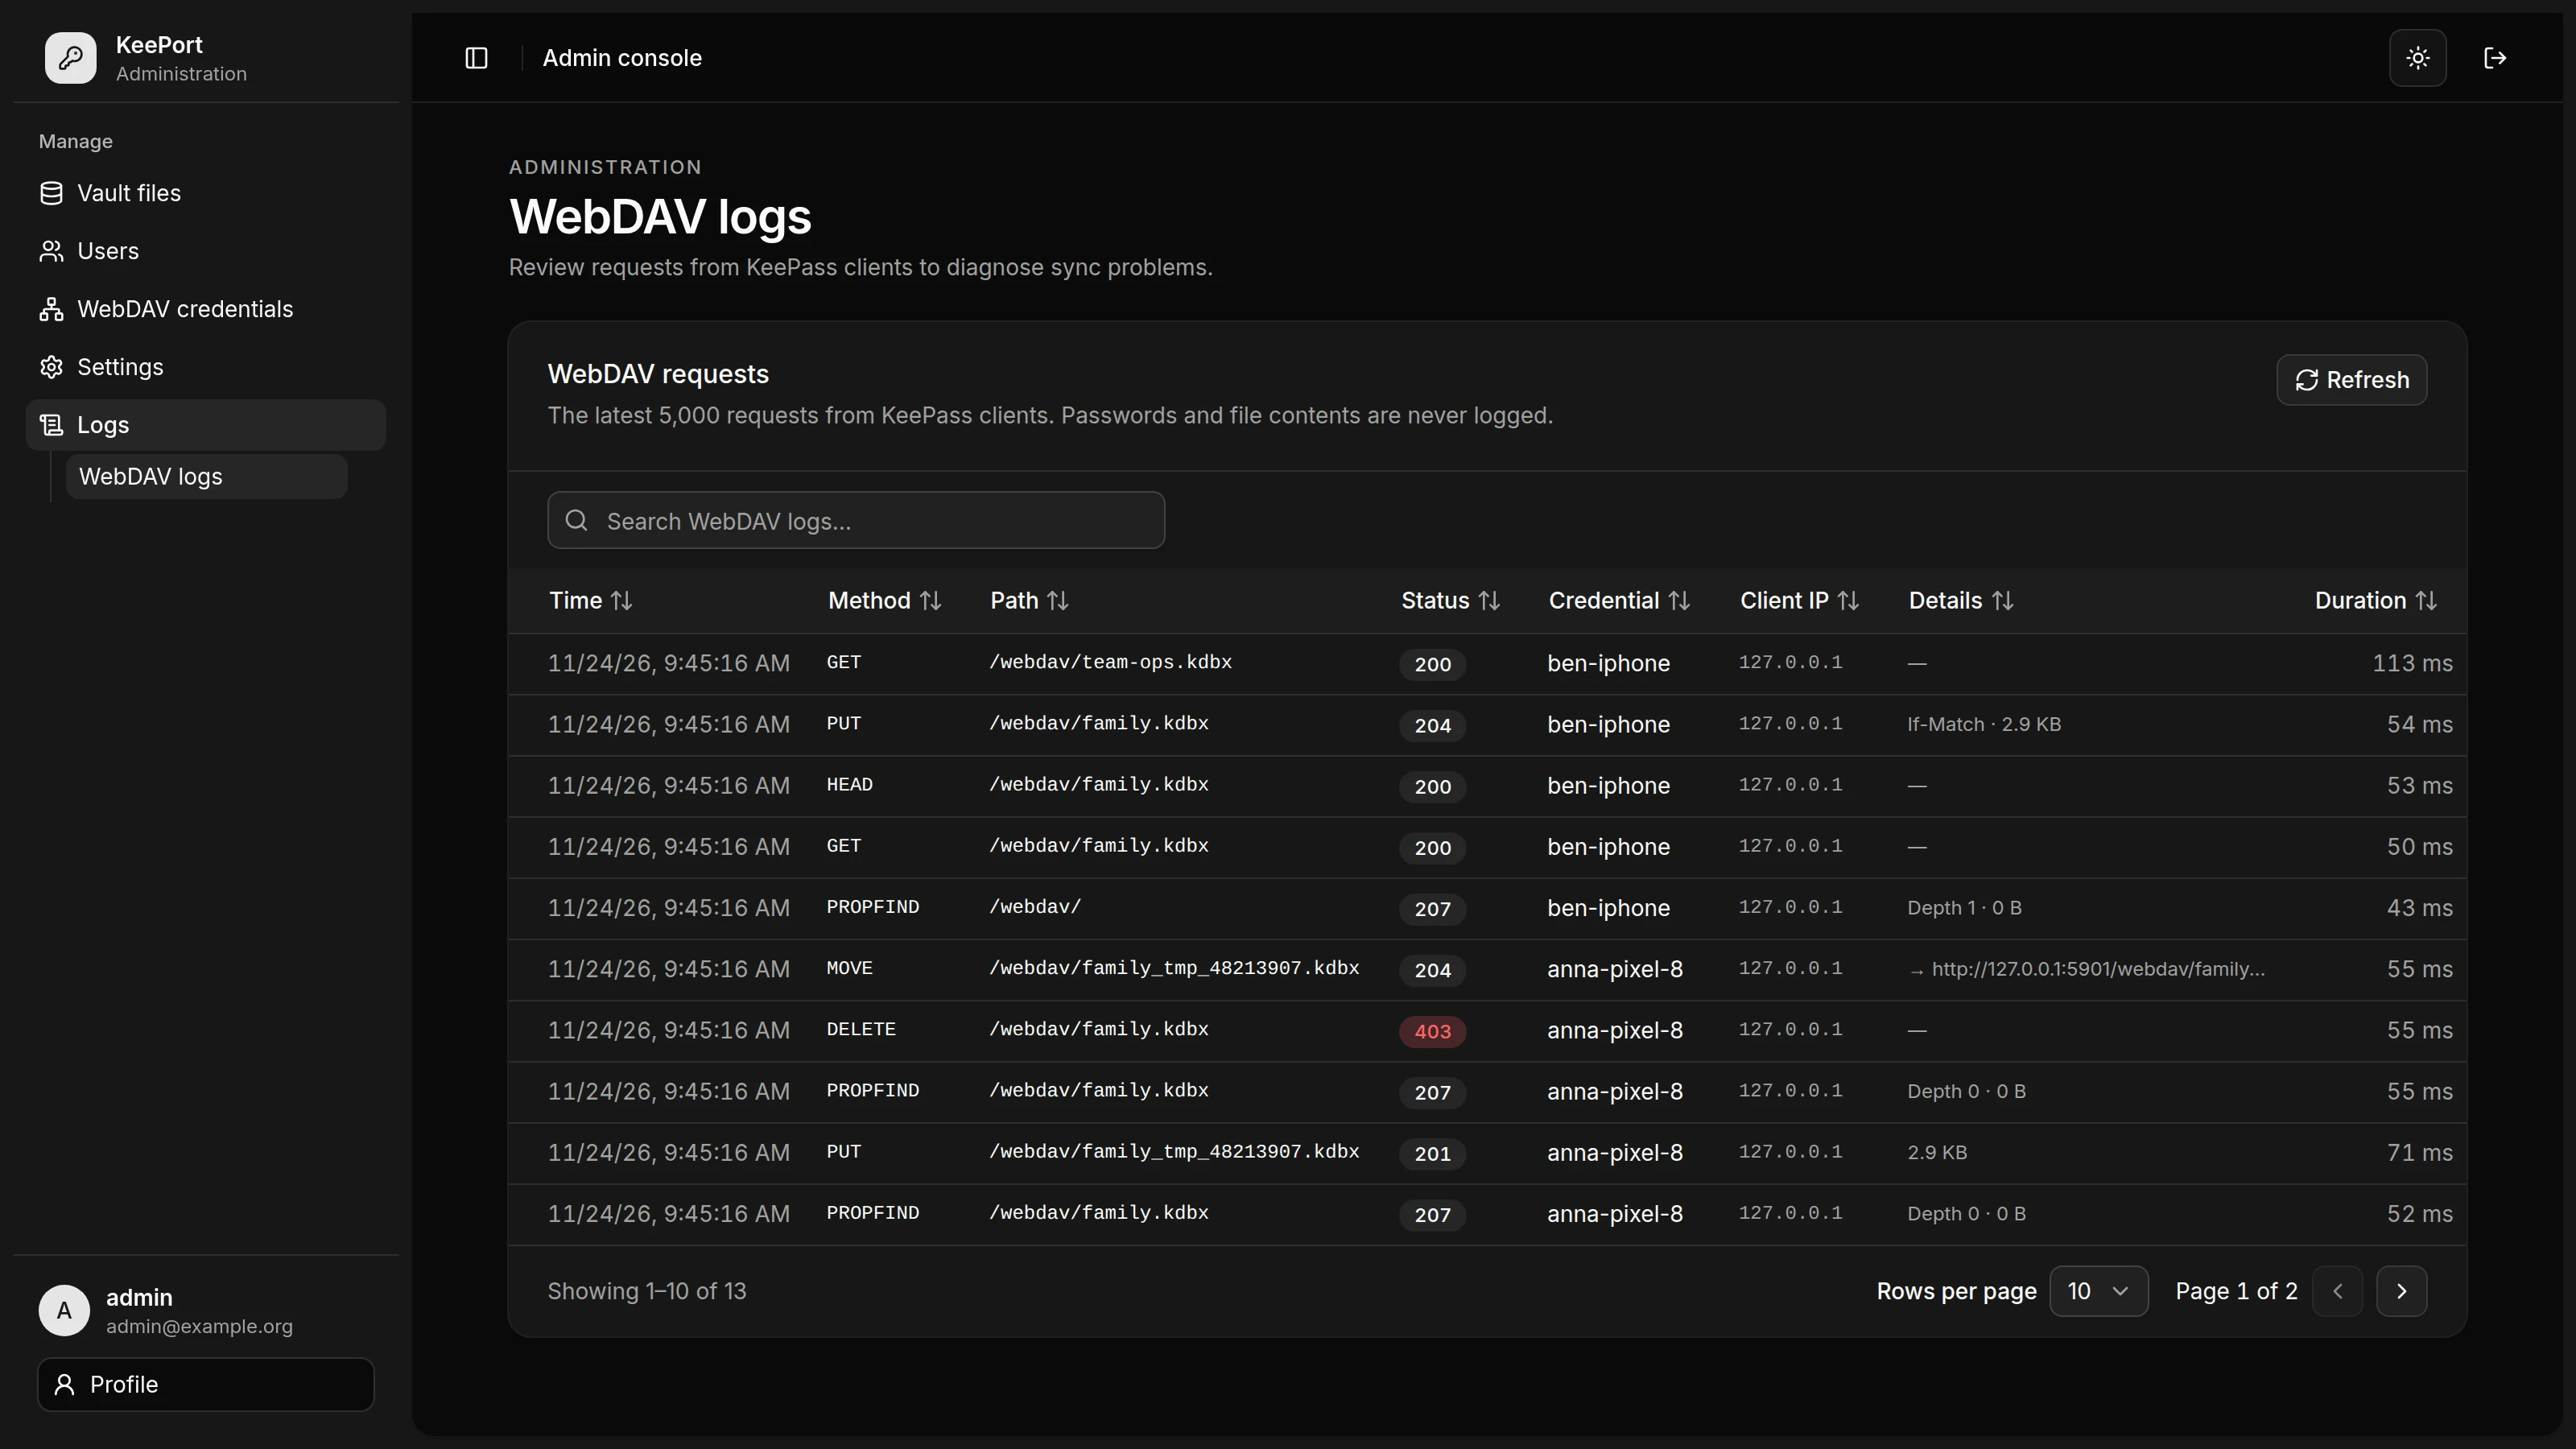 KeePort
Administration
Manage
Vault files
Users
WebDAV credentials
Settings
Logs
WebDAV logs
A
admin
admin@example.org
Profile
Admin console
ADMINISTRATION
WebDAV logs
Review requests from KeePass clients to diagnose sync problems.
WebDAV requests
The latest 5,000 requests from KeePass clients. Passwords and file contents are never logged.
Refresh
Search WebDAV logs...
Time Method Path Status Credential Client IP Details Duration
11/24/26, 9:45:16 AM GET /webdav/team-ops.kdbx 200 ben-iphone 127.0.0.1 — 113 ms
11/24/26, 9:45:16 AM PUT /webdav/family.kdbx 204 ben-iphone 127.0.0.1 If-Match · 2.9 KB 54 ms
11/24/26, 9:45:16 AM HEAD /webdav/family.kdbx 200 ben-iphone 127.0.0.1 — 53 ms
11/24/26, 9:45:16 AM GET /webdav/family.kdbx 200 ben-iphone 127.0.0.1 — 50 ms
11/24/26, 9:45:16 AM PROPFIND /webdav/ 207 ben-iphone 127.0.0.1 Depth 1 · 0 B 43 ms
11/24/26, 9:45:16 AM MOVE /webdav/family_tmp_48213907.kdbx 204 anna-pixel-8 127.0.0.1 → http://127.0.0.1:5901/webdav/family... 55 ms
11/24/26, 9:45:16 AM DELETE /webdav/family.kdbx 403 anna-pixel-8 127.0.0.1 — 55 ms
11/24/26, 9:45:16 AM PROPFIND /webdav/family.kdbx 207 anna-pixel-8 127.0.0.1 Depth 0 · 0 B 55 ms
11/24/26, 9:45:16 AM PUT /webdav/family_tmp_48213907.kdbx 201 anna-pixel-8 127.0.0.1 2.9 KB 71 ms
11/24/26, 9:45:16 AM PROPFIND /webdav/family.kdbx 207 anna-pixel-8 127.0.0.1 Depth 0 · 0 B 52 ms
Showing 1–10 of 13 Rows per page 10 Page 1 of 2